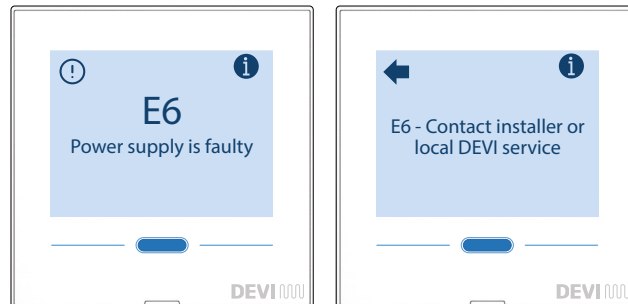 E6
Power supply is faulty
DEVI
E6 - Contact installer or
local DEVI service
DEVI